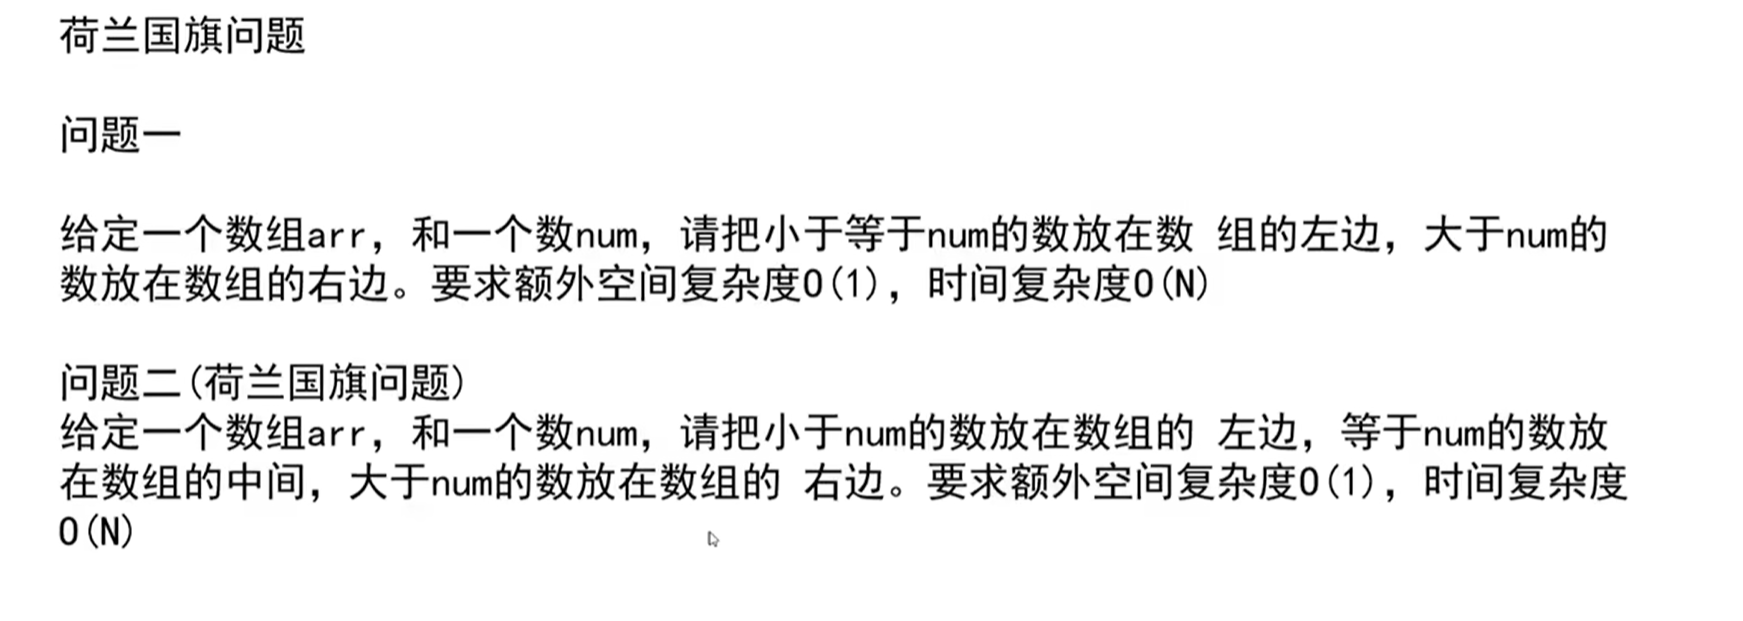 荷兰国旗问题
问题一
给定一个数组arr，和一个数num，请把小于等于num的数放在数 组的左边，大于num的
数放在数组的右边。要求额外空间复杂度O(1)，时间复杂度O(N)
问题二(荷兰国旗问题)
给定一个数组arr，和一个数num，请把小于num的数放在数组的 左边，等于num的数放
在数组的中间，大于num的数放在数组的 右边。要求额外空间复杂度O(1)，时间复杂度
O(N)